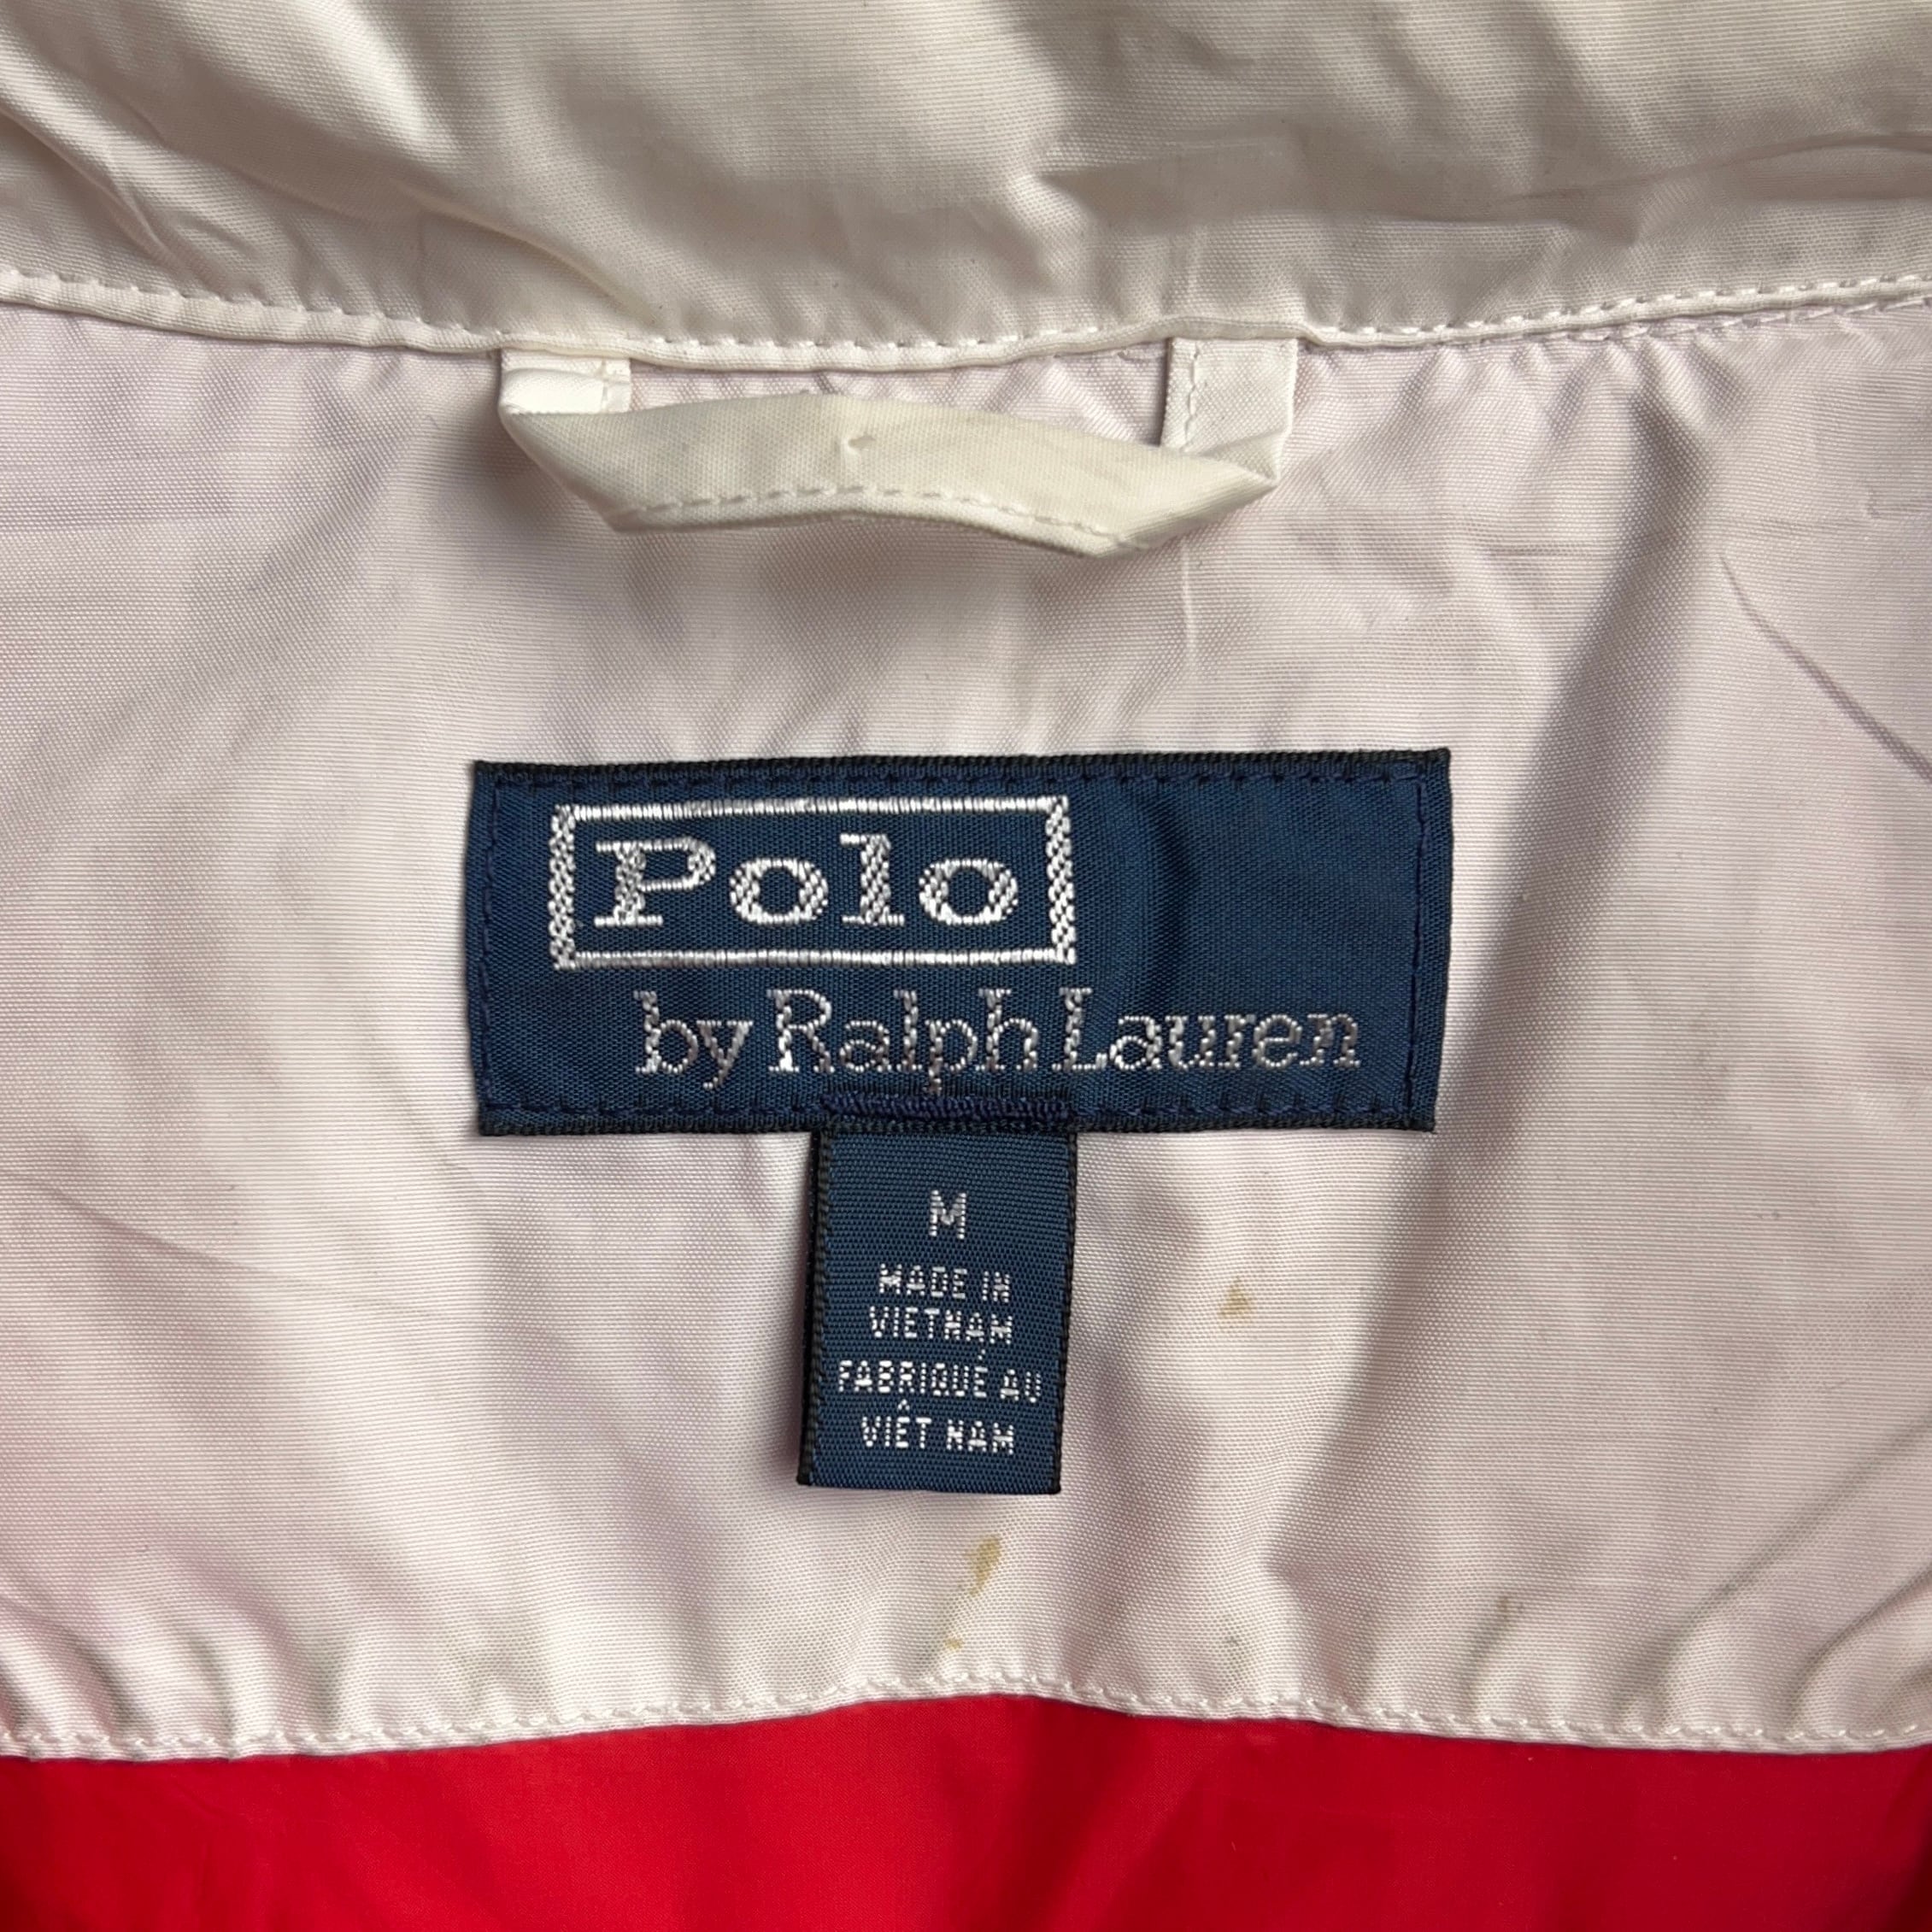 Polo
by Ralph Lauren
M
MADE IN
VIETNAM
FABRIQUÉ AU
VIÊT NAM